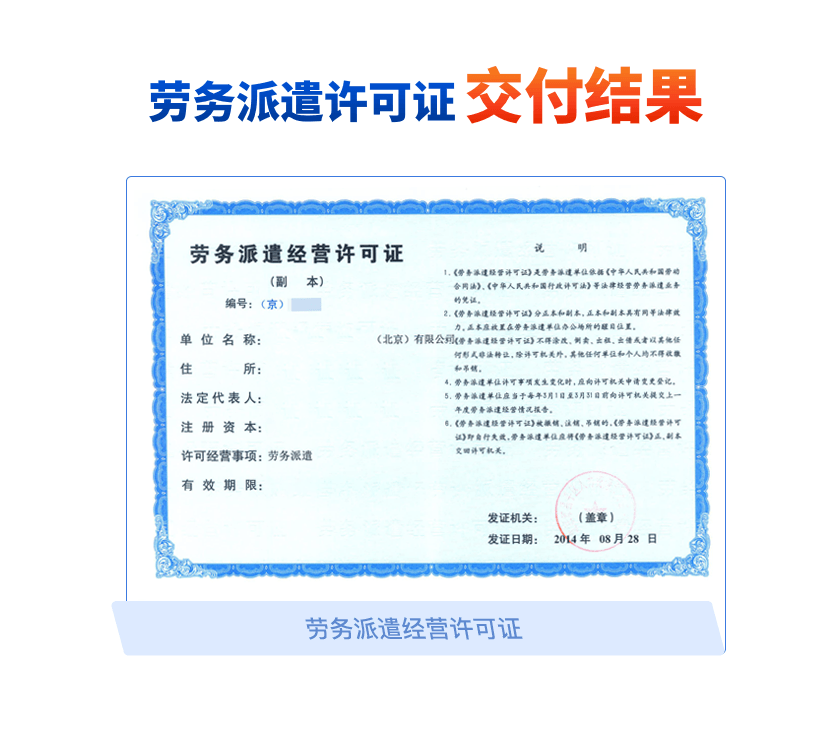 劳务派遣许可证 交付结果
劳务派遣经营许可证
（副 本）
编号：（京）
单 位 名 称： （北京）有限公司
住 所：
法定代表人：
注 册 资 本：
许可经营事项：劳务派遣
有 效 期 限：
说 明
1.《劳务派遣经营许可证》是劳务派遣单位依据《中华人民共和国劳动
合同法》、《中华人民共和国行政许可法》等法律经营劳务派遣业务
的凭证。
2.《劳务派遣经营许可证》分正本和副本，正本和副本具有同等法律效
力。正本应放置在劳务派遣单位办公场所的醒目位置。
《劳务派遣经营许可证》不得涂改、倒卖、出租、出借或者以其他任
何形式非法转让。除许可机关外，其他任何单位和个人均不得收缴
和吊销。
4. 劳务派遣单位许可事项发生变化时，应向许可机关申请变更登记。
5. 劳务派遣单位应当于每年3月1日至3月31日前向许可机关提交上一
年度劳务派遣经营情况报告。
6.《劳务派遣经营许可证》被撤销、注销、吊销的，《劳务派遣经营许可
证》即自行失效，劳务派遣单位应将《劳务派遣经营许可证》正、副本
交回许可机关。
发证机关： （盖章）
发证日期： 2014 年 08 月 28 日
劳务派遣经营许可证